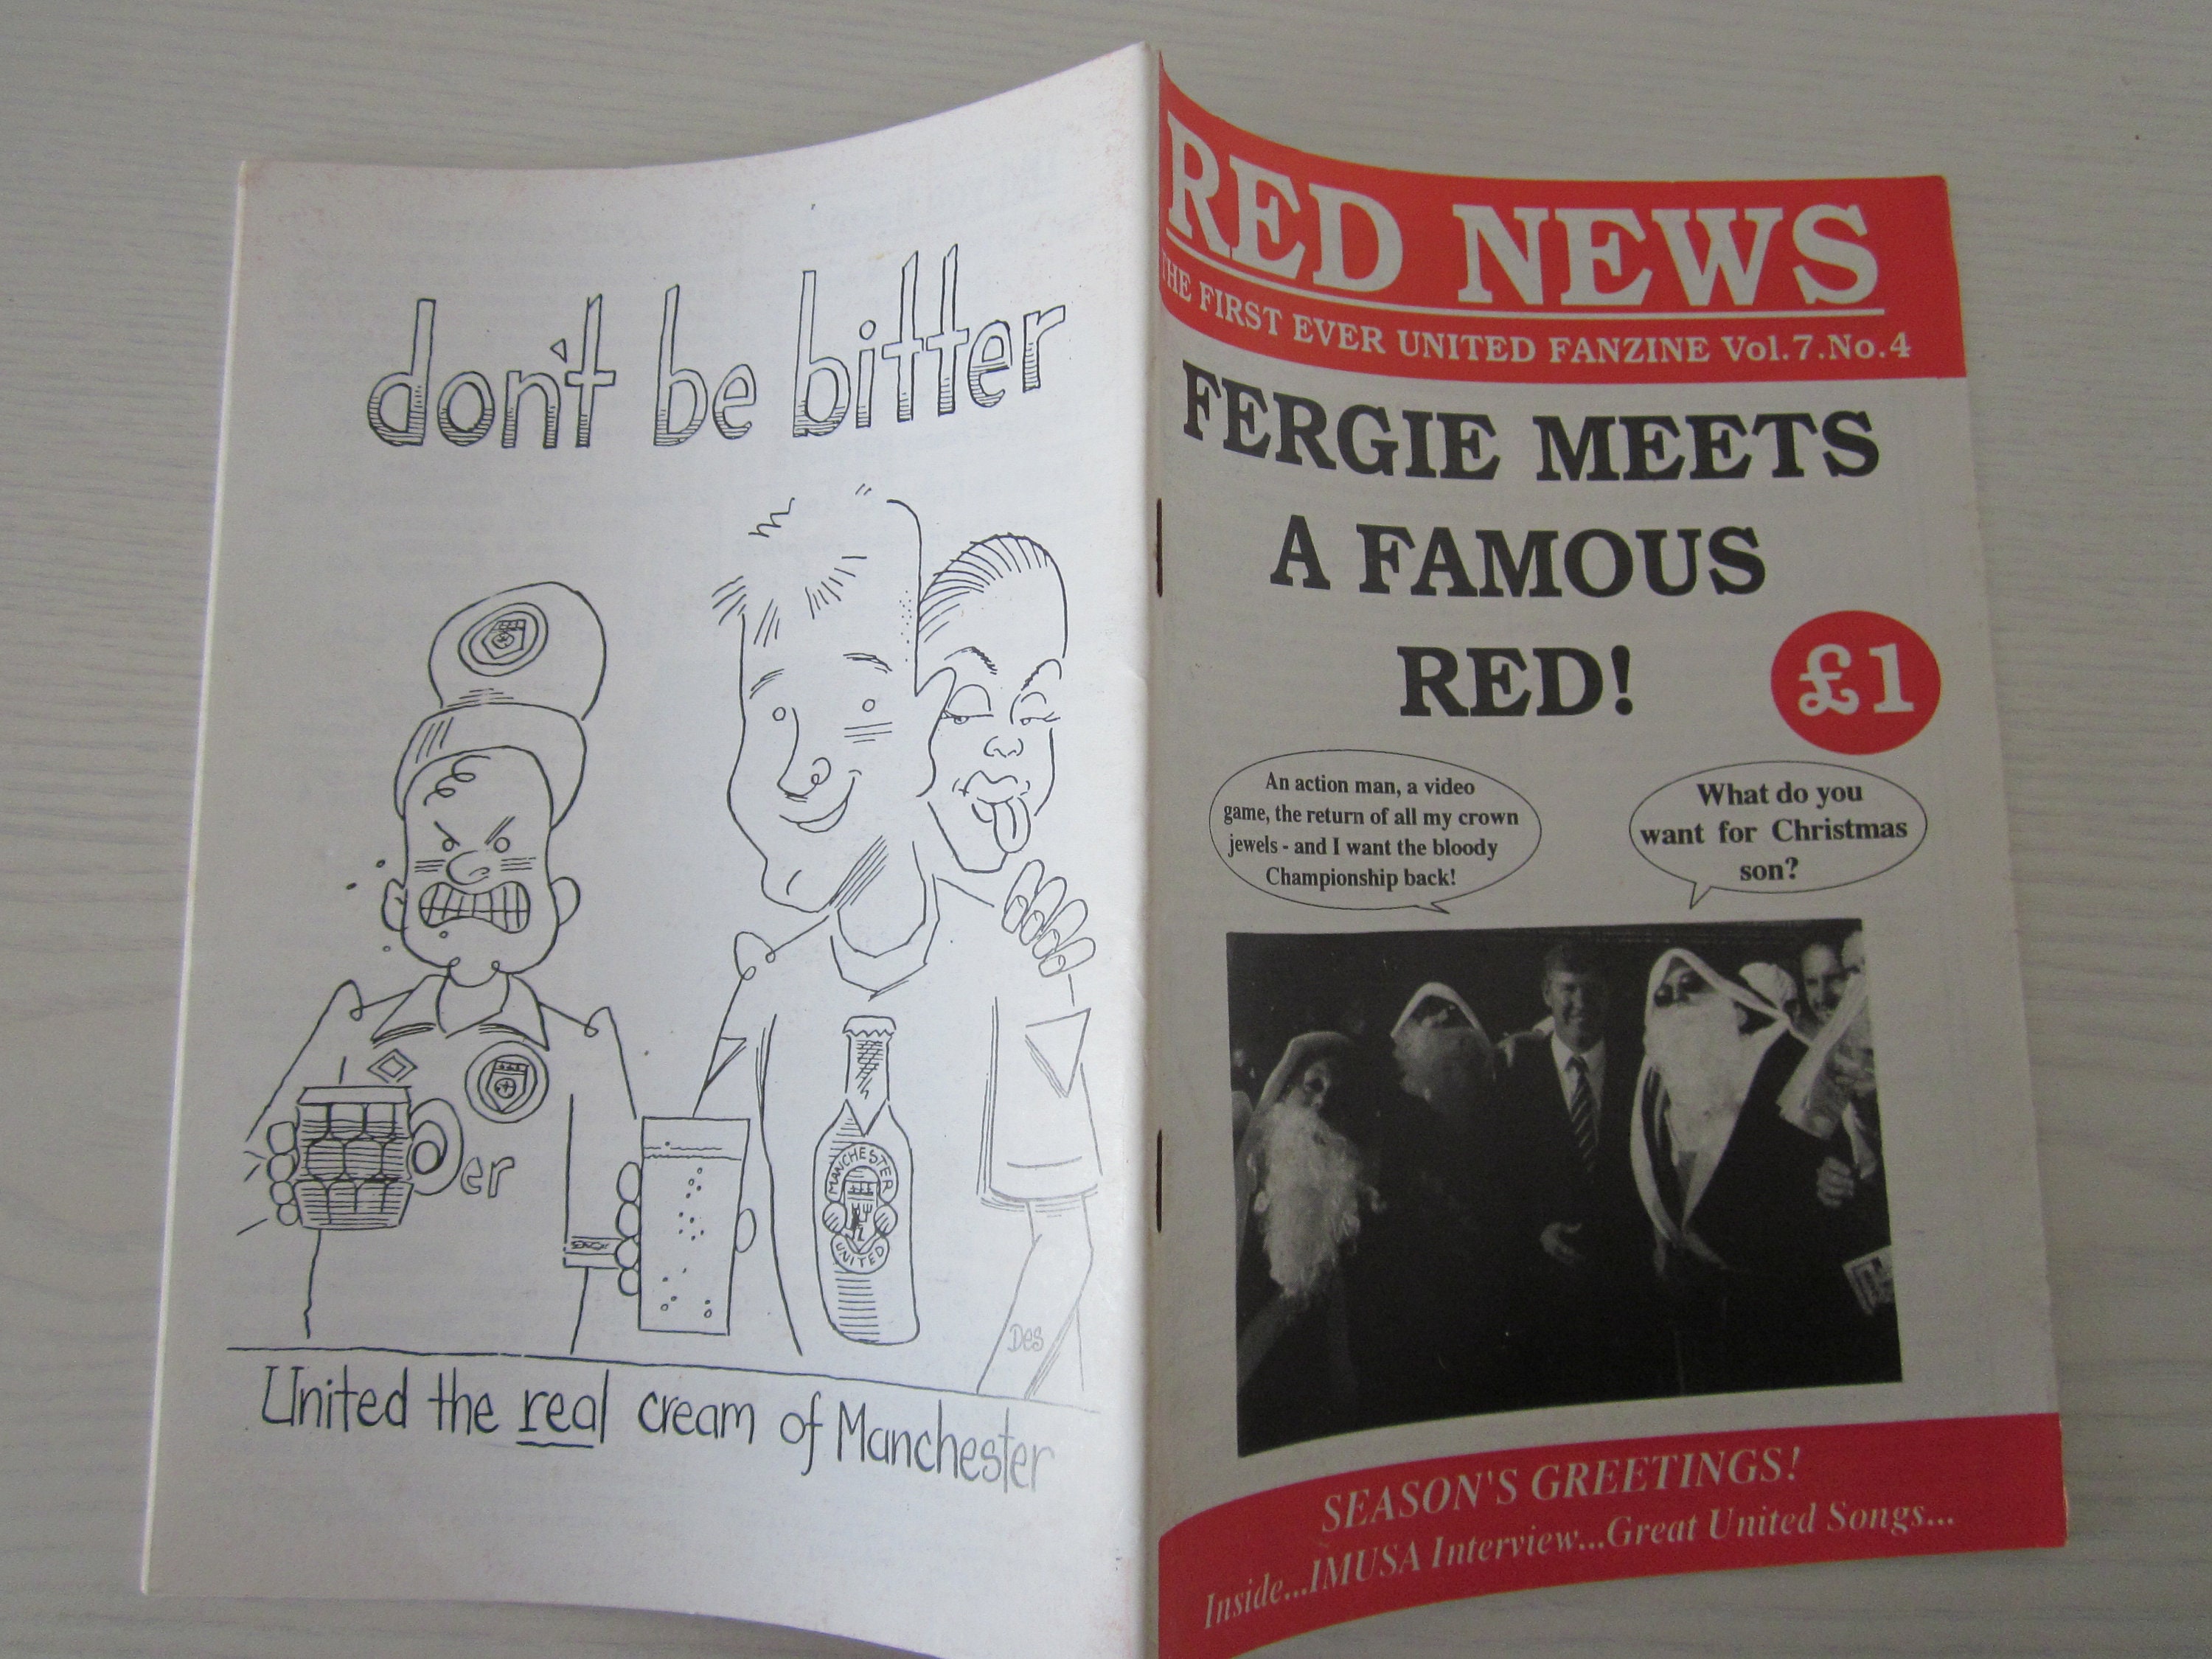 don't be bitter
er
MANCHESTER
UNITED
Des
United the real cream of Manchester
RED NEWS
THE FIRST EVER UNITED FANZINE Vol.7.No.4
FERGIE MEETS
A FAMOUS
RED!
£1
An action man, a video
game, the return of all my crown
jewels - and I want the bloody
Championship back!
What do you
want for Christmas
son?
SEASON'S GREETINGS!
Inside...IMUSA Interview...Great United Songs...